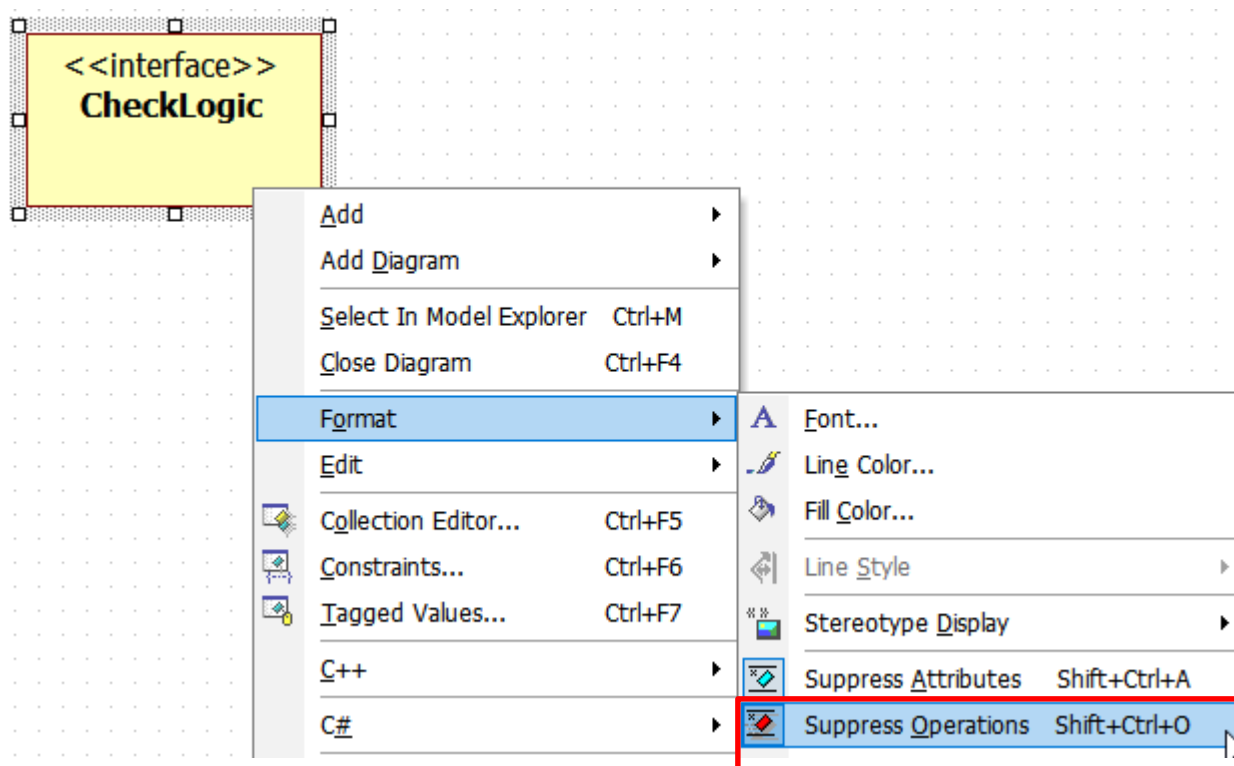 <<interface>>
CheckLogic
Add
Add Diagram
Select In Model Explorer Ctrl+M
Close Diagram Ctrl+F4
Format
Edit
Collection Editor... Ctrl+F5
Constraints... Ctrl+F6
Tagged Values... Ctrl+F7
C++
C#
Font...
Line Color...
Fill Color...
Line Style
Stereotype Display
Suppress Attributes Shift+Ctrl+A
Suppress Operations Shift+Ctrl+O